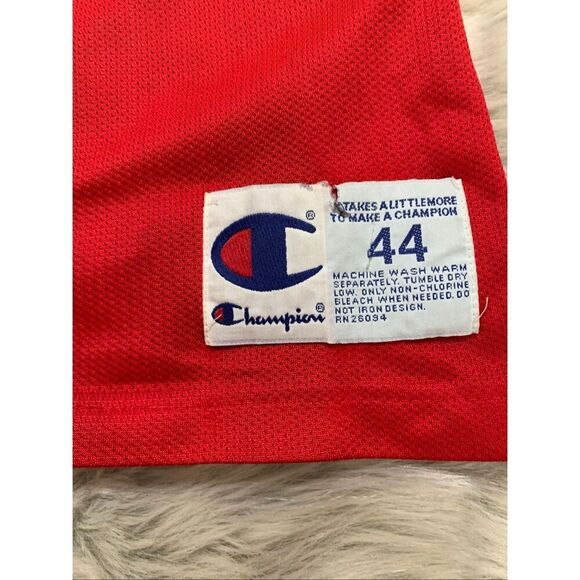 ®
Champion®
TAKES A LITTLE MORE
TO MAKE A CHAMPION
44
MACHINE WASH WARM
SEPARATELY. TUMBLE DRY
LOW. ONLY NON-CHLORINE
BLEACH WHEN NEEDED. DO
NOT IRON DESIGN.
RN26094